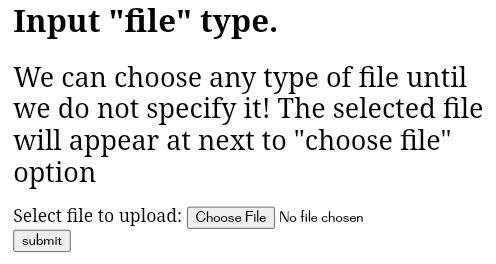 Input "file" type.
We can choose any type of file until
we do not specify it! The selected file
will appear at next to "choose file"
option
Select file to upload: Choose File No file chosen
submit